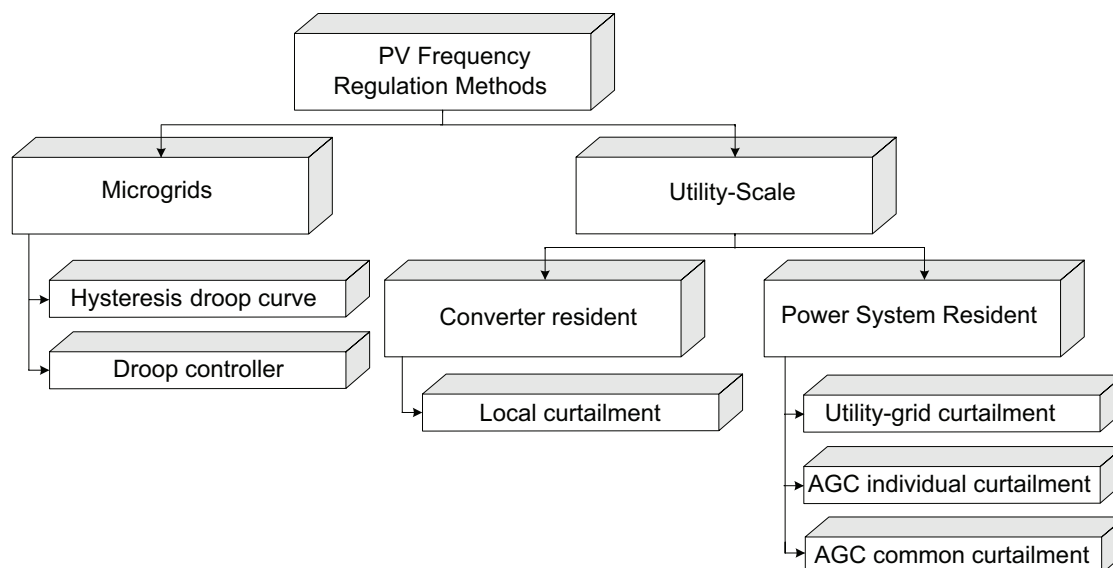 PV Frequency
Regulation Methods
Microgrids
Utility-Scale
Hysteresis droop curve
Droop controller
Converter resident
Power System Resident
Local curtailment
Utility-grid curtailment
AGC individual curtailment
AGC common curtailment